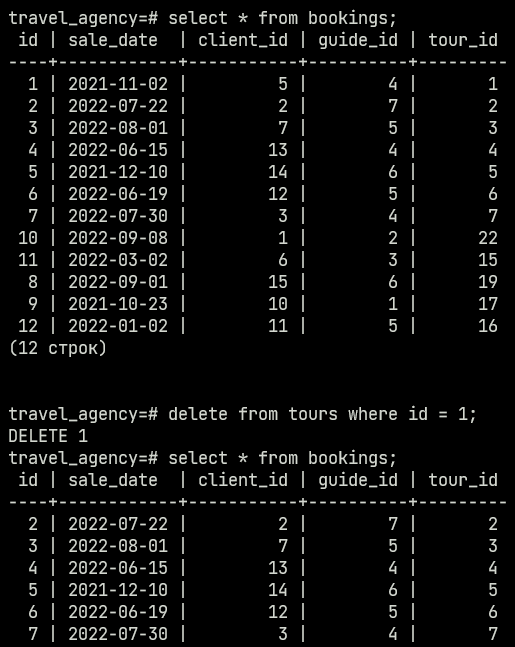 travel_agency=# select * from bookings;
 id | sale_date  | client_id | guide_id | tour_id
----+------------+-----------+----------+---------
  1 | 2021-11-02 |         5 |        4 |       1
  2 | 2022-07-22 |         2 |        7 |       2
  3 | 2022-08-01 |         7 |        5 |       3
  4 | 2022-06-15 |        13 |        4 |       4
  5 | 2021-12-10 |        14 |        6 |       5
  6 | 2022-06-19 |        12 |        5 |       6
  7 | 2022-07-30 |         3 |        4 |       7
 10 | 2022-09-08 |         1 |        2 |      22
 11 | 2022-03-02 |         6 |        3 |      15
  8 | 2022-09-01 |        15 |        6 |      19
  9 | 2021-10-23 |        10 |        1 |      17
 12 | 2022-01-02 |        11 |        5 |      16
(12 строк)
travel_agency=# delete from tours where id = 1;
DELETE 1
travel_agency=# select * from bookings;
 id | sale_date  | client_id | guide_id | tour_id
----+------------+-----------+----------+---------
  2 | 2022-07-22 |         2 |        7 |       2
  3 | 2022-08-01 |         7 |        5 |       3
  4 | 2022-06-15 |        13 |        4 |       4
  5 | 2021-12-10 |        14 |        6 |       5
  6 | 2022-06-19 |        12 |        5 |       6
  7 | 2022-07-30 |         3 |        4 |       7